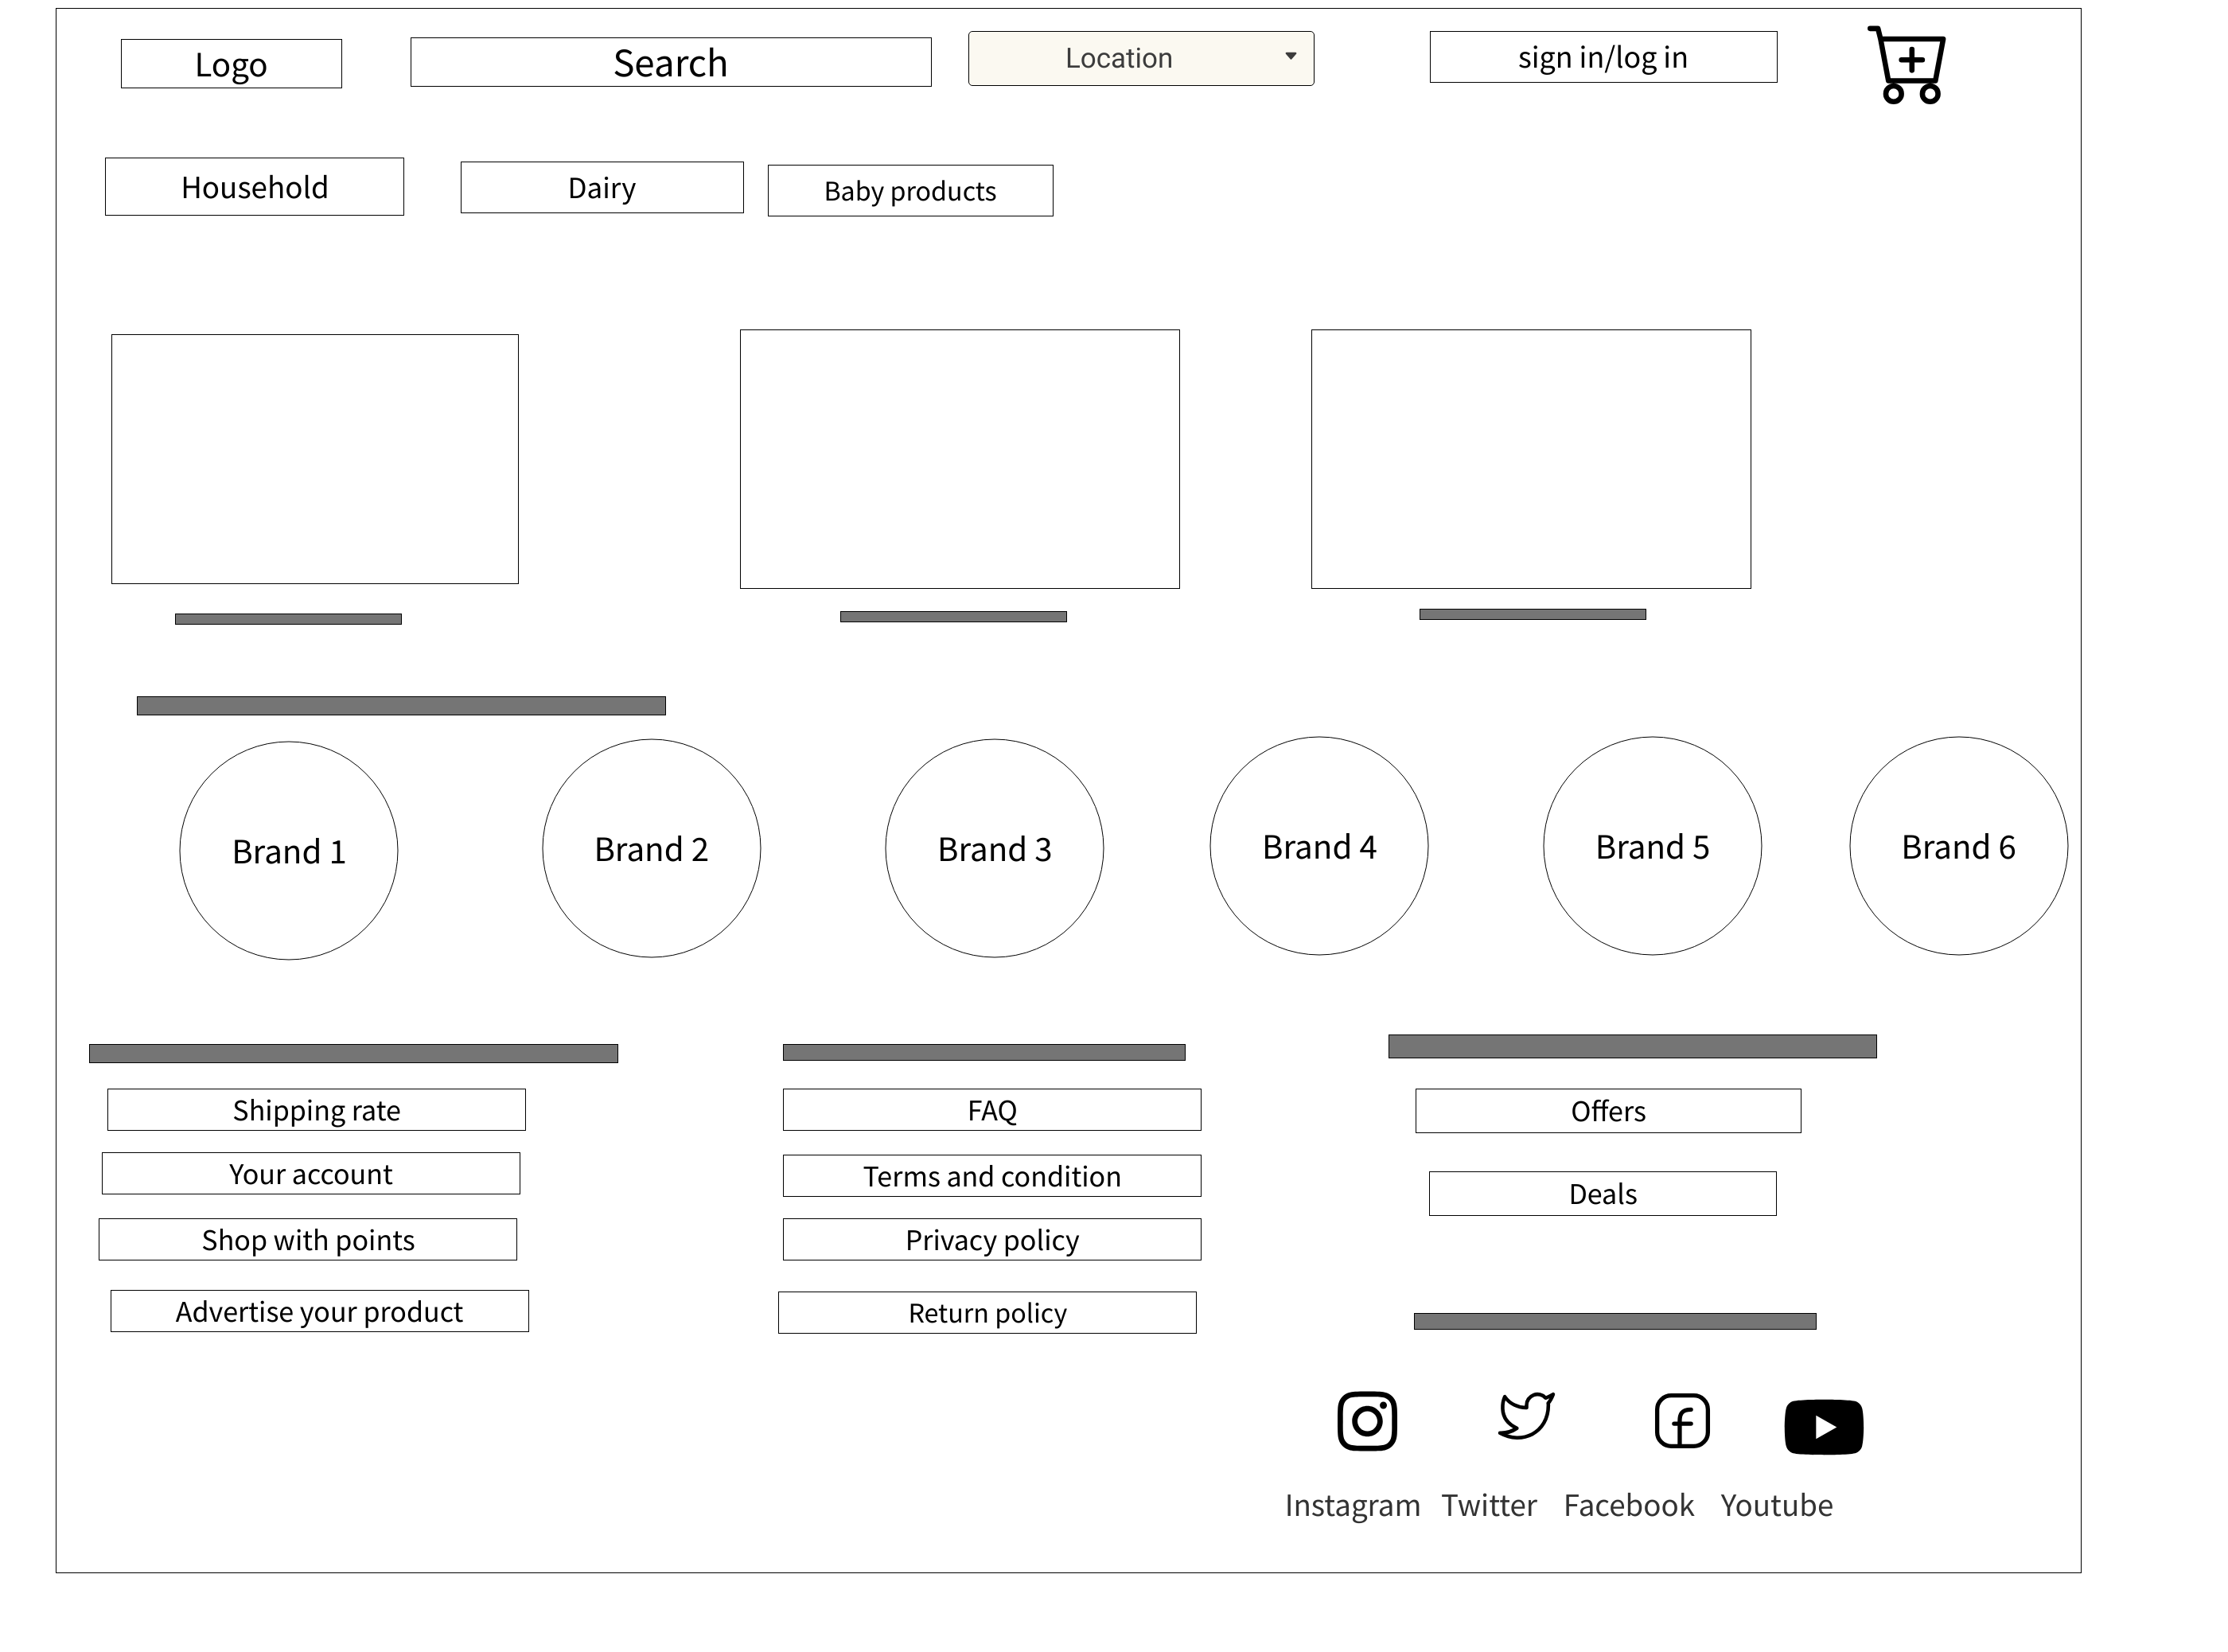 Logo
Search
Location
sign in/log in
Household
Dairy
Baby products
Brand 1
Brand 2
Brand 3
Brand 4
Brand 5
Brand 6
Shipping rate
Your account
Shop with points
Advertise your product
FAQ
Terms and condition
Privacy policy
Return policy
Offers
Deals
Instagram
Twitter
Facebook
Youtube